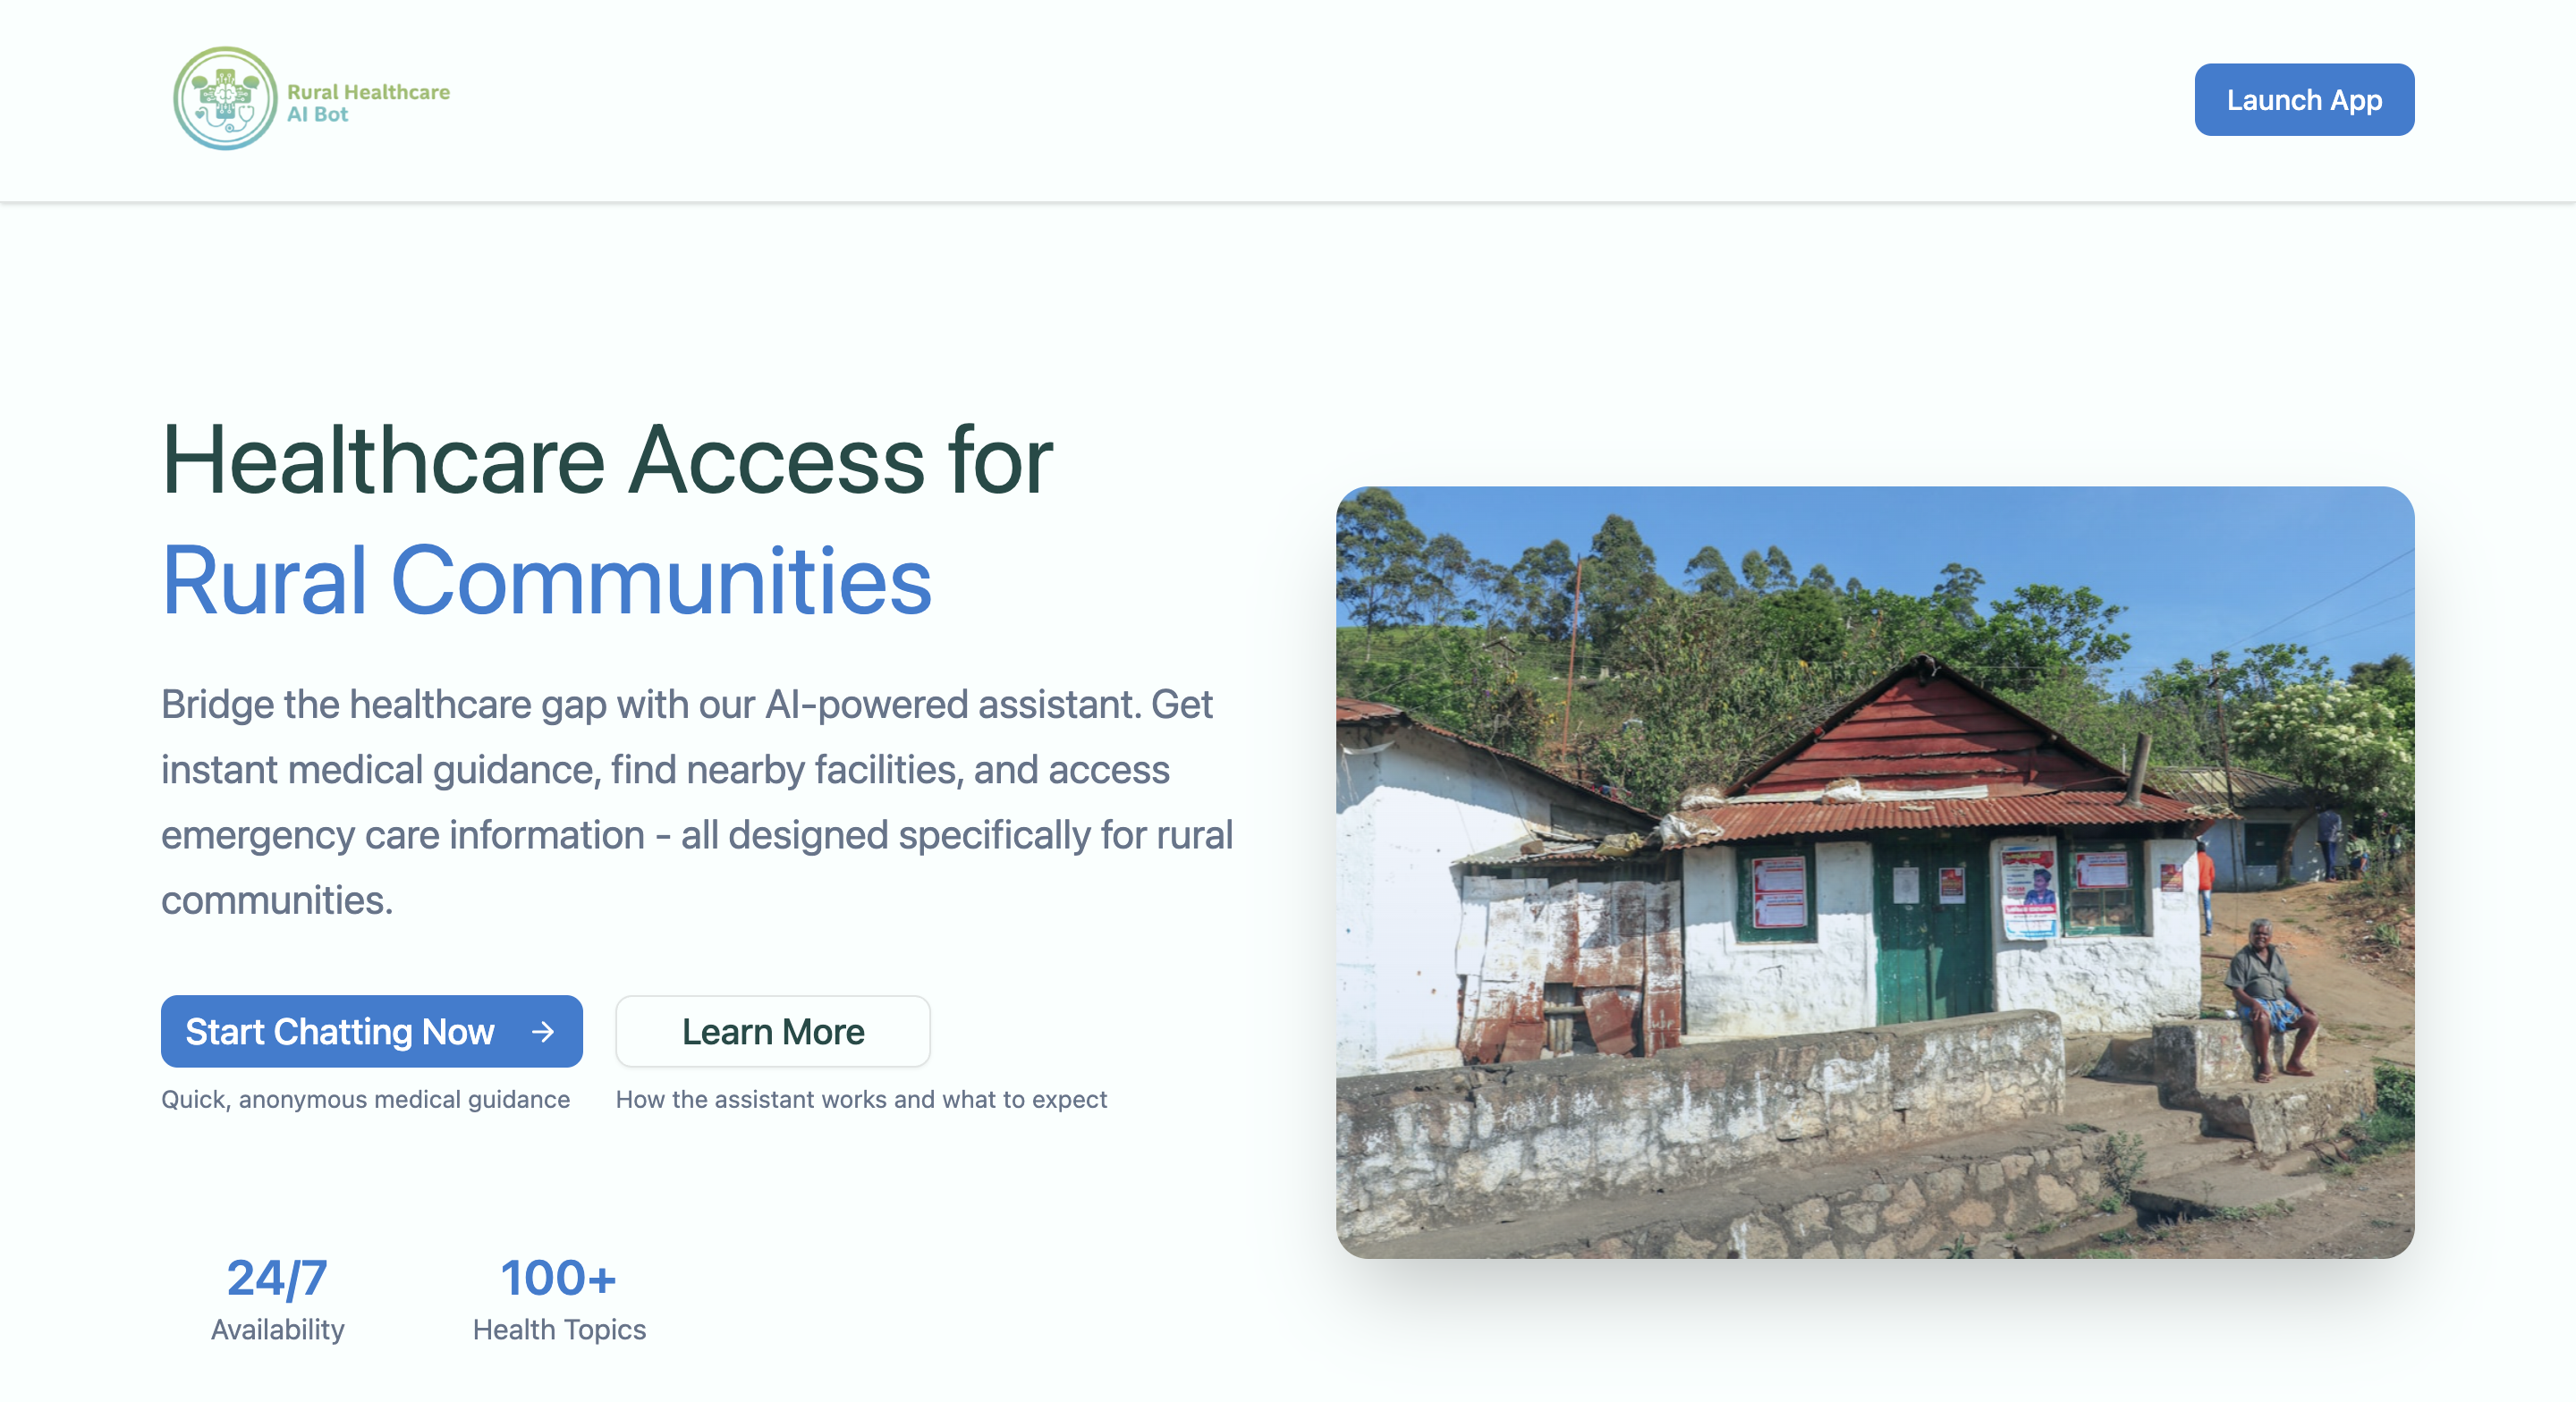 Rural Healthcare
AI Bot
Launch App
Healthcare Access for
Rural Communities
Bridge the healthcare gap with our AI-powered assistant. Get
instant medical guidance, find nearby facilities, and access
emergency care information - all designed specifically for rural
communities.
Start Chatting Now
Learn More
Quick, anonymous medical guidance
How the assistant works and what to expect
24/7
100+
Availability
Health Topics